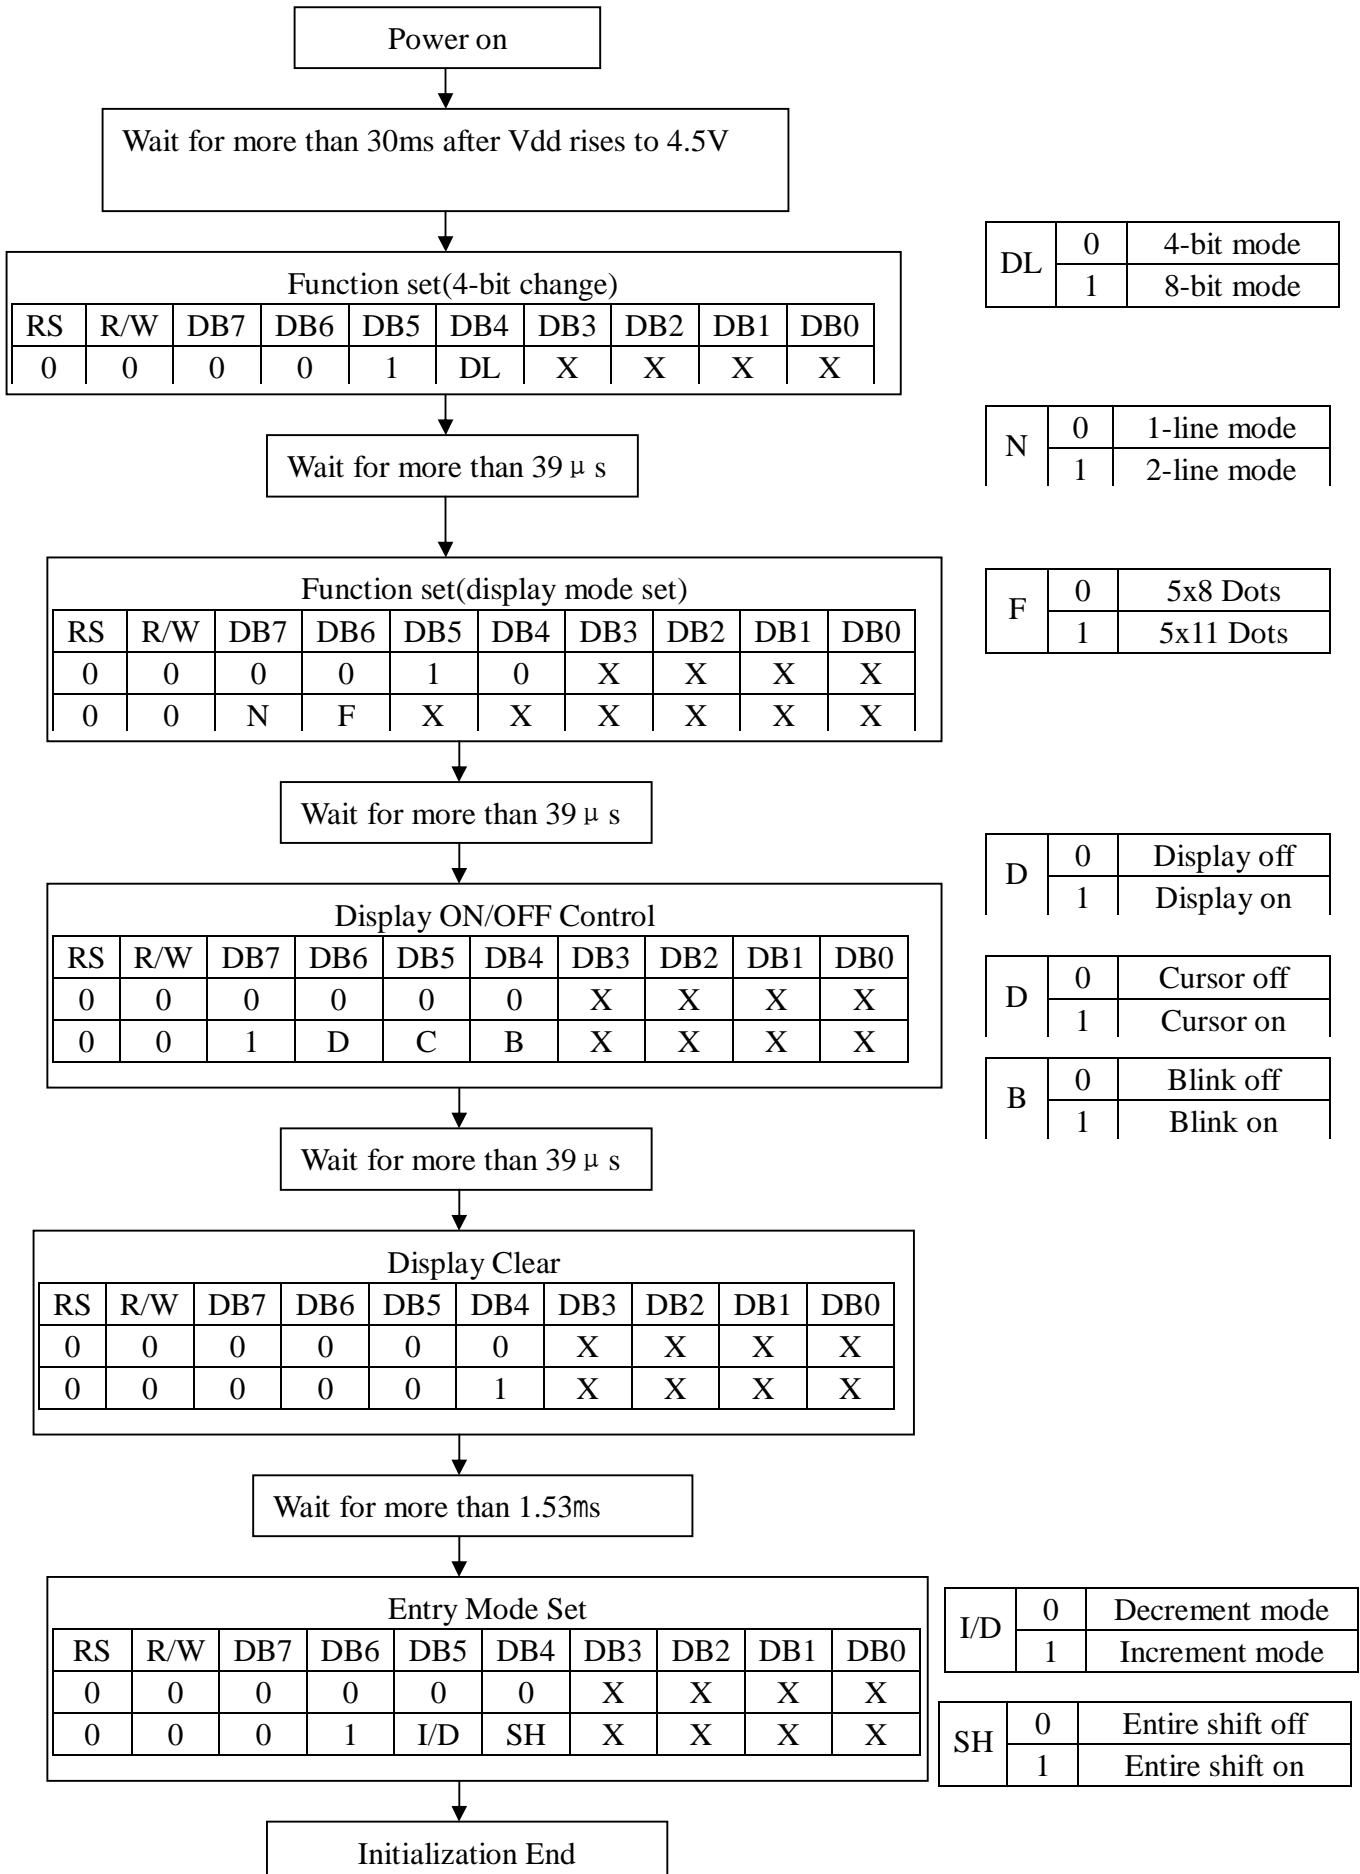 Power on
Wait for more than 30ms after Vdd rises to 4.5V
Function set(4-bit change)
RS R/W DB7 DB6 DB5 DB4 DB3 DB2 DB1 DB0
0 0 0 0 1 DL X X X X
DL 0 4-bit mode
1 8-bit mode
Wait for more than 39μs
N 0 1-line mode
1 2-line mode
Function set(display mode set)
RS R/W DB7 DB6 DB5 DB4 DB3 DB2 DB1 DB0
0 0 0 0 1 0 X X X X
0 0 N F X X X X X X
F 0 5x8 Dots
1 5x11 Dots
Wait for more than 39μs
Display ON/OFF Control
RS R/W DB7 DB6 DB5 DB4 DB3 DB2 DB1 DB0
0 0 0 0 0 0 X X X X
0 0 1 D C B X X X X
D 0 Display off
1 Display on
D 0 Cursor off
1 Cursor on
B 0 Blink off
1 Blink on
Wait for more than 39μs
Display Clear
RS R/W DB7 DB6 DB5 DB4 DB3 DB2 DB1 DB0
0 0 0 0 0 0 X X X X
0 0 0 0 0 1 X X X X
Wait for more than 1.53ms
Entry Mode Set
RS R/W DB7 DB6 DB5 DB4 DB3 DB2 DB1 DB0
0 0 0 0 0 0 X X X X
0 0 0 1 I/D SH X X X X
I/D 0 Decrement mode
1 Increment mode
SH 0 Entire shift off
1 Entire shift on
Initialization End